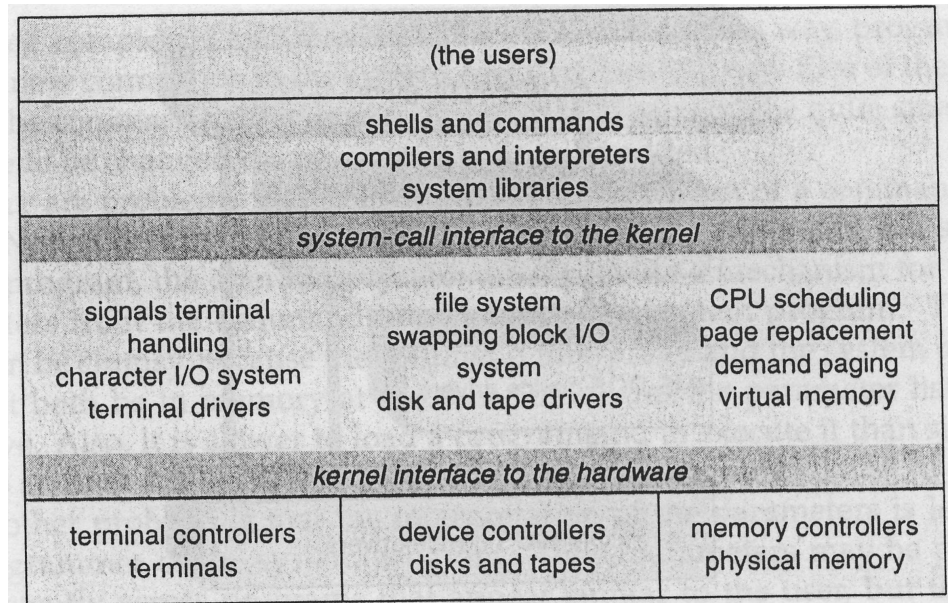 (the users)
shells and commands
compilers and interpreters
system libraries
system-call interface to the kernel
signals terminal
handling
character I/O system
terminal drivers
file system
swapping block I/O
system
disk and tape drivers
CPU scheduling
page replacement
demand paging
virtual memory
kernel interface to the hardware
terminal controllers
terminals
device controllers
disks and tapes
memory controllers
physical memory